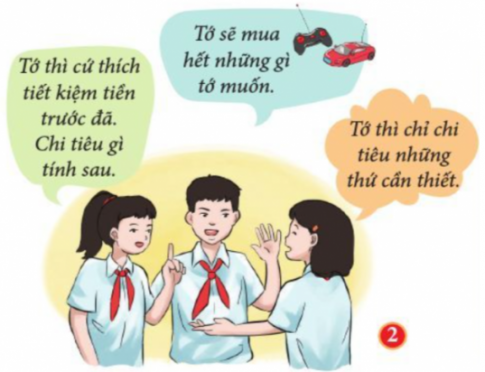 Tớ thì cứ thích
tiết kiệm tiền
trước đã.
Chi tiêu gì
tính sau.
Tớ sẽ mua
hết những gì
tớ muốn.
Tớ thì chỉ chi
tiêu những
thứ cần thiết.
2